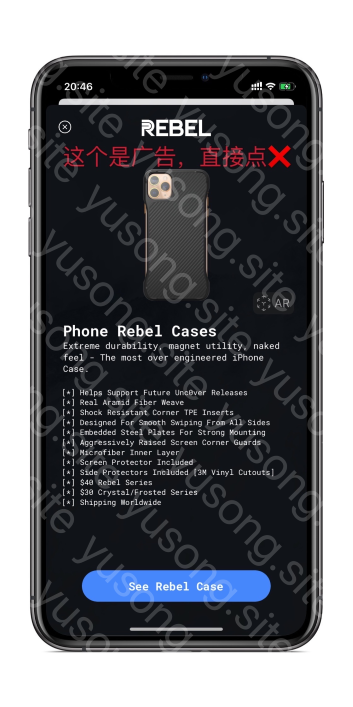 20:46
REBEL
这个是广告，直接点❌
AR
Phone Rebel Cases
Extreme durability, magnet utility, naked
feel - The most over engineered iPhone
Case.
[*] Helps Support Future Unc0ver Releases
[*] Real Aramid Fiber Weave
[*] Shock Resistant Corner TPE Inserts
[*] Designed For Smooth Swiping From All Sides
[*] Embedded Steel Plates For Strong Mounting
[*] Aggressively Raised Screen Corner Guards
[*] Microfiber Inner Layer
[*] Screen Protector Included
[*] Side Protectors Included [3M Vinyl Cutouts]
[*] $40 Rebel Series
[*] $30 Crystal/Frosted Series
[*] Shipping Worldwide
See Rebel Case
yusong.site